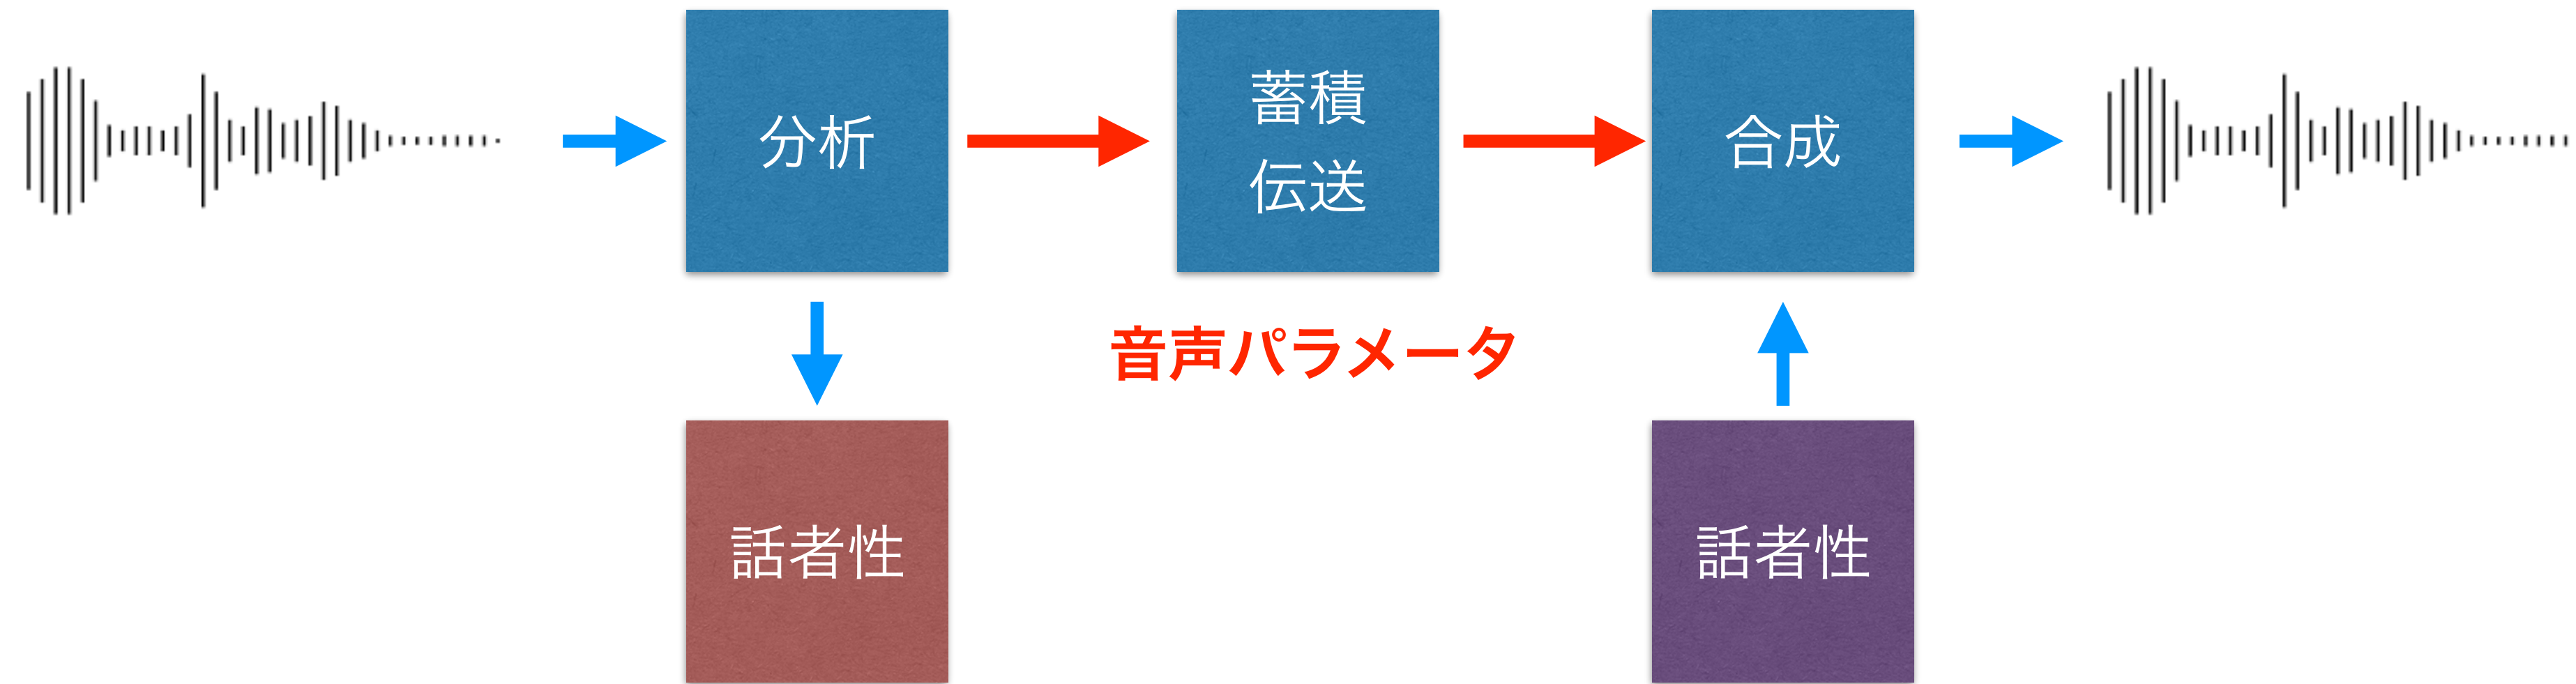 分析
蓄積
伝送
合成
音声パラメータ
話者性
話者性